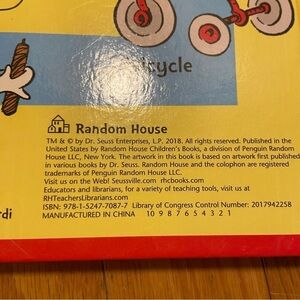 icycle
Random House
TM & © by Dr. Seuss Enterprises, L.P. 2018. All rights reserved. Published in the
United States by Random House Children's Books, a division of Penguin Random
House LLC, New York. The artwork in this book is based on artwork first published
in various books by Dr. Seuss. Random House and the colophon are registered
trademarks of Penguin Random House LLC.
Visit us on the Web! Seussville.com rhcbooks.com
Educators and librarians, for a variety of teaching tools, visit us at
RHTeachersLibrarians.com
rdi
ISBN: 978-1-5247-7087-7 Library of Congress Control Number: 2017942258
MANUFACTURED IN CHINA 10 9 8 7 6 5 4 3 2 1